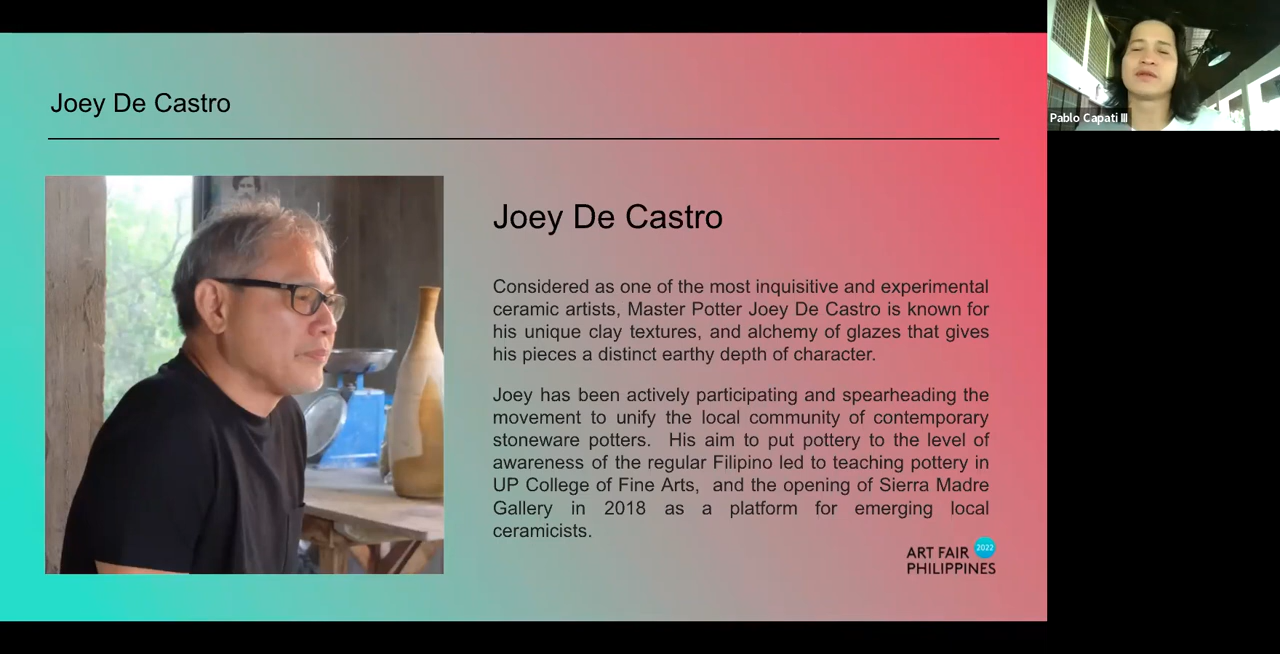 Joey De Castro
Pablo Capati III
Joey De Castro
Considered as one of the most inquisitive and experimental
ceramic artists, Master Potter Joey De Castro is known for
his unique clay textures, and alchemy of glazes that gives
his pieces a distinct earthy depth of character.
Joey has been actively participating and spearheading the
movement to unify the local community of contemporary
stoneware potters.  His aim to put pottery to the level of
awareness of the regular Filipino led to teaching pottery in
UP College of Fine Arts,  and the opening of Sierra Madre
Gallery in 2018 as a platform for emerging local
ceramicists.
ART FAIR 2022
PHILIPPINES